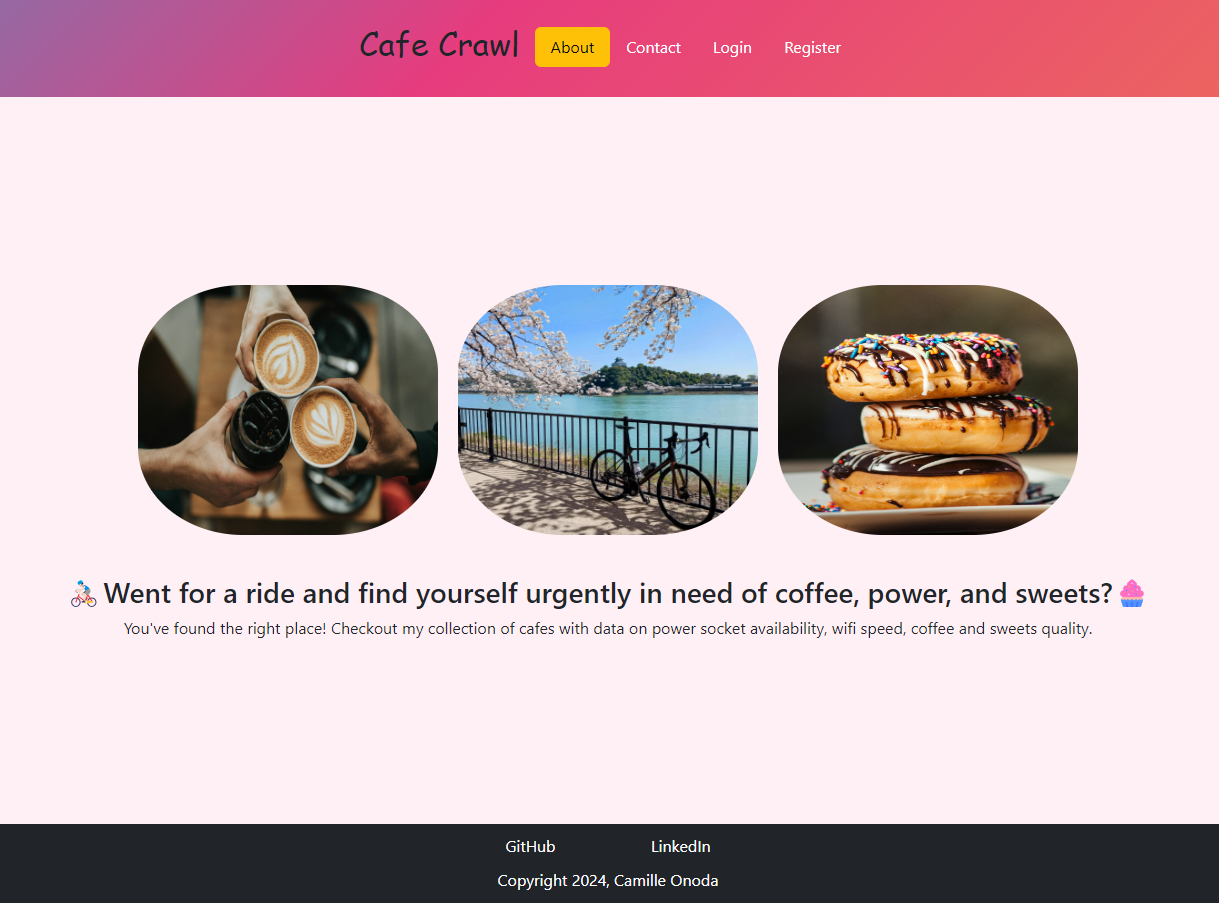 Cafe Crawl About Contact Login Register
🚴🏻 Went for a ride and find yourself urgently in need of coffee, power, and sweets? 🧁
You've found the right place! Checkout my collection of cafes with data on power socket availability, wifi speed, coffee and sweets quality.
GitHub LinkedIn
Copyright 2024, Camille Onoda